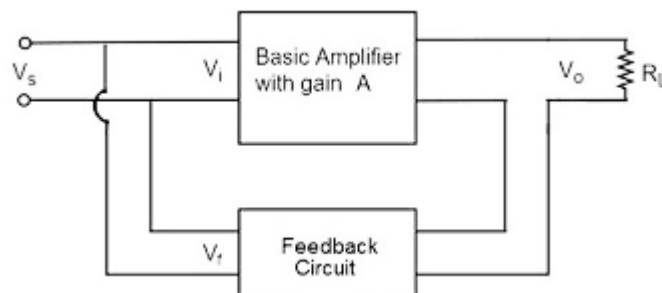 Basic Amplifier
with gain A
Vs
Vi
Vo
RL
Vf
Feedback
Circuit